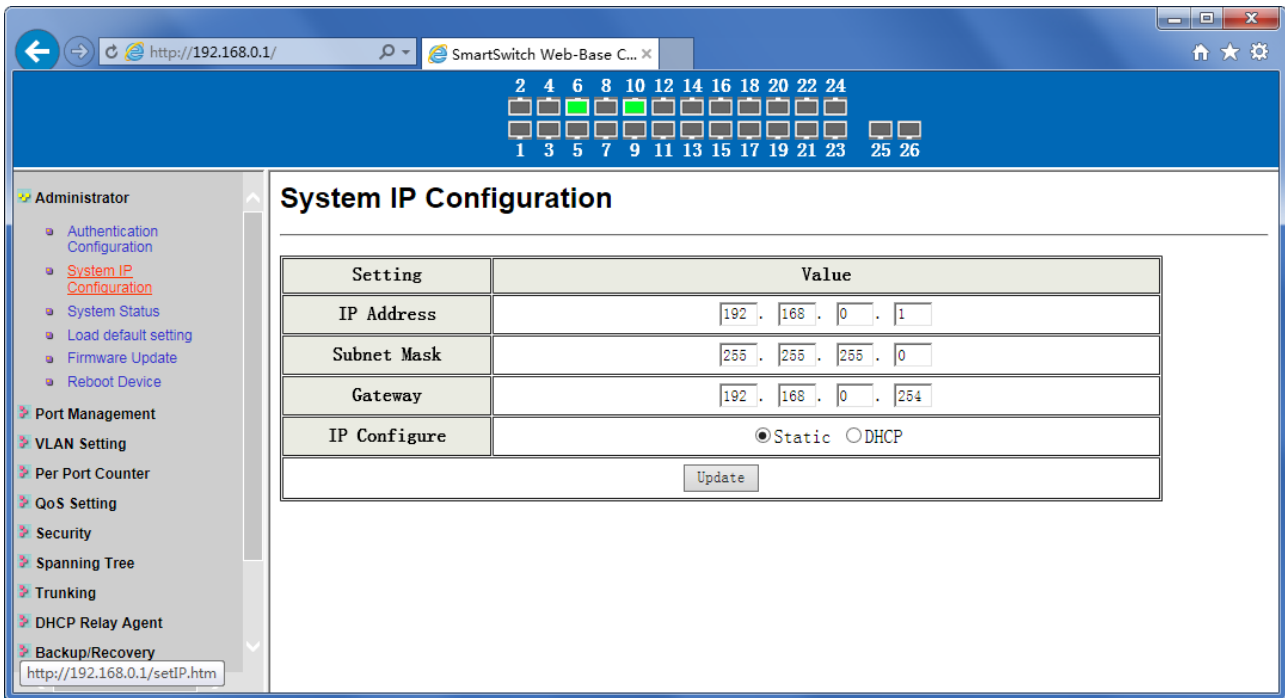 http://192.168.0.1/
SmartSwitch Web-Base C...
2 4 6 8 10 12 14 16 18 20 22 24
1 3 5 7 9 11 13 15 17 19 21 23 25 26
Administrator
Authentication
Configuration
System IP
Configuration
System Status
Load default setting
Firmware Update
Reboot Device
Port Management
VLAN Setting
Per Port Counter
QoS Setting
Security
Spanning Tree
Trunking
DHCP Relay Agent
Backup/Recovery
http://192.168.0.1/setIP.htm
System IP Configuration
Setting Value
IP Address 192 . 168 . 0 . 1
Subnet Mask 255 . 255 . 255 . 0
Gateway 192 . 168 . 0 . 254
IP Configure Static DHCP
Update